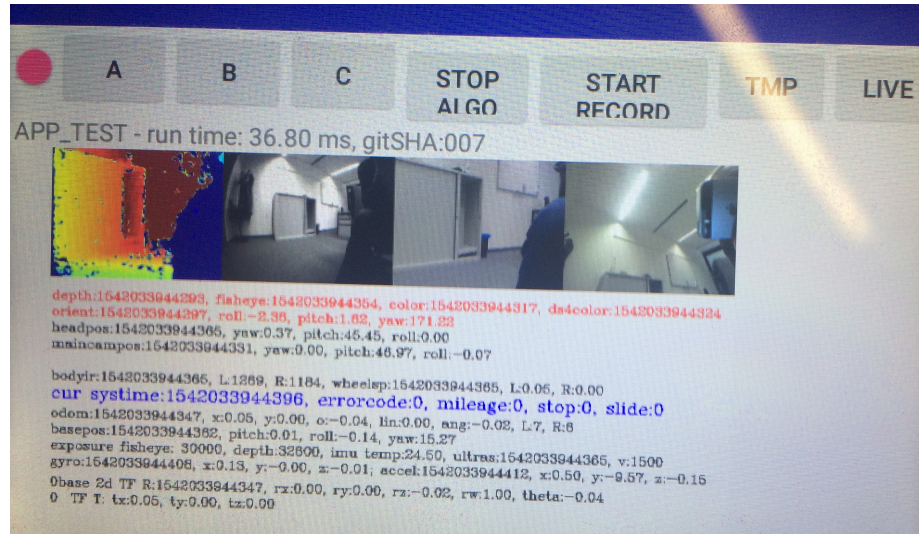 A B C STOP ALGO START RECORD TMP LIVE
APP_TEST - run time: 36.80 ms, gitSHA:007
depth:1542033944293, fisheye:1542033944354, color:1542033944317, ds4color:1542033944324
orient:1542033944297, roll:-2.36, pitch:1.62, yaw:171.22
headpos:1542033944365, yaw:0.37, pitch:45.45, roll:0.00
maincampos:1542033944331, yaw:0.00, pitch:46.97, roll:-0.07
bodyir:1542033944365, L:1269, R:1184, wheelsp:1542033944365, L:0.05, R:0.00
cur systime:1542033944396, errorcode:0, mileage:0, stop:0, slide:0
odom:1542033944347, x:0.05, y:0.00, o:-0.04, lin:0.00, ang:-0.02, L:7, R:6
basepos:1542033944362, pitch:0.01, roll:-0.14, yaw:15.27
exposure fisheye: 30000, depth:32600, imu temp:24.50, ultras:1542033944365, v:1500
gyro:1542033944408, x:0.13, y:-0.00, z:-0.01; accel:1542033944412, x:0.50, y:-9.57, z:-0.15
0base 2d TF R:1542033944347, rx:0.00, ry:0.00, rz:-0.02, rw:1.00, theta:-0.04
0 TF T: tx:0.05, ty:0.00, tz:0.00